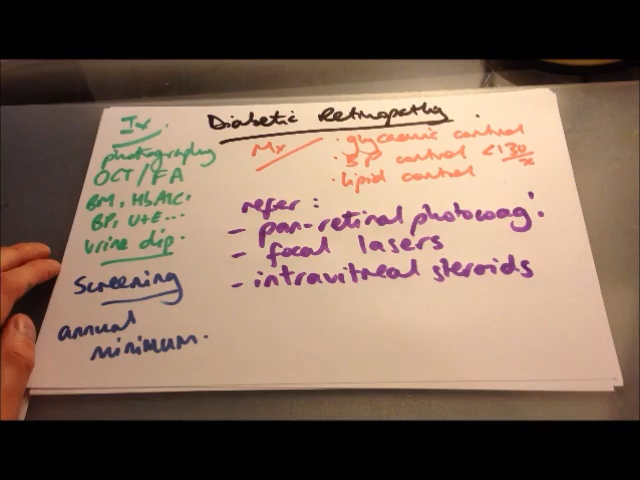 Diabetic Retinopathy.
Ix.
photography
OCT / FA
BM, HbA1c,
BP, U+E...
Urine dip.
Screening
annual
minimum.
Mx
· glycaemic control
· BP control <130/x
· lipid control
refer:
- pan-retinal photocoag'.
- focal lasers
- intravitreal steroids